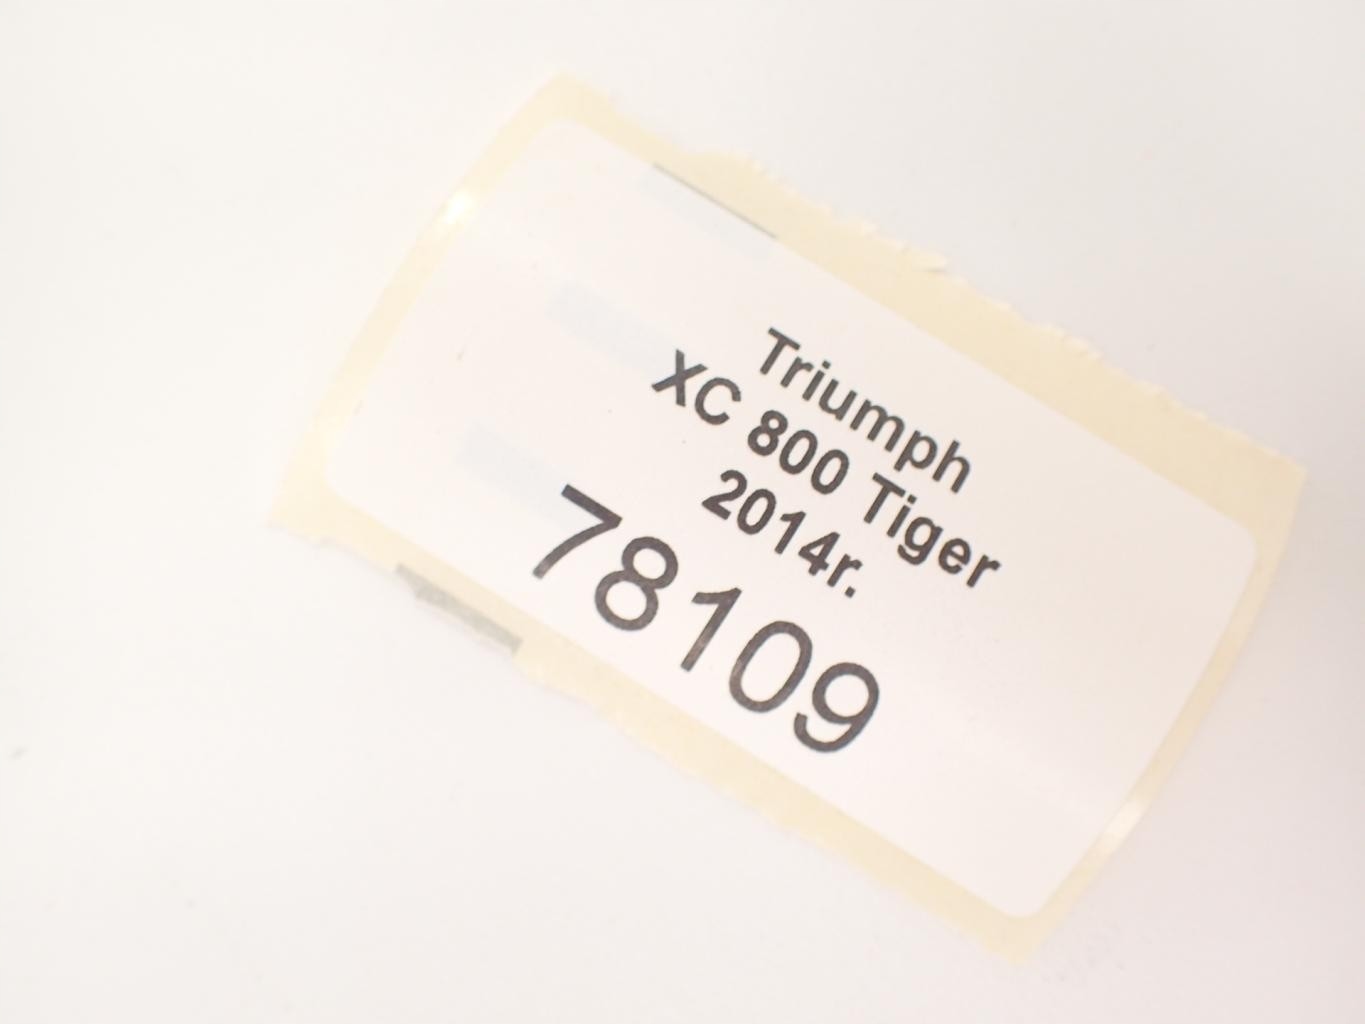 Triumph
XC 800 Tiger
2014r.
78109